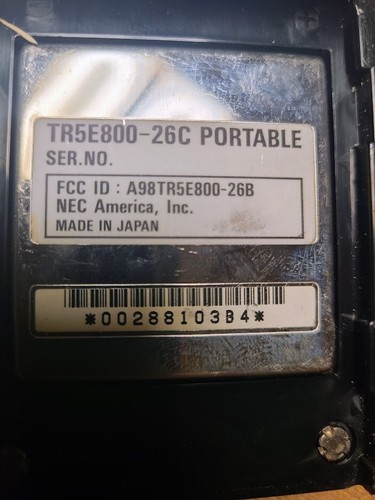 TR5E800-26C PORTABLE
SER.NO.
FCC ID : A98TR5E800-26B
NEC America, Inc.
MADE IN JAPAN
*00288103B4*